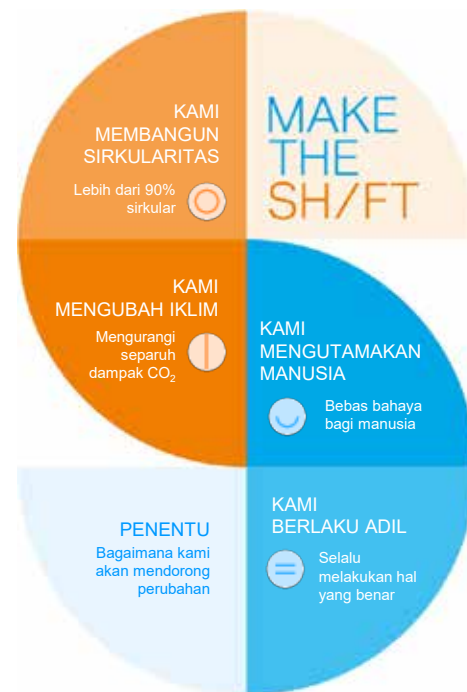 KAMI
MEMBANGUN
SIRKULARITAS
Lebih dari 90%
sirkular
MAKE
THE
SH/FT
KAMI
MENGUBAH IKLIM
Mengurangi
separuh
dampak CO₂
KAMI
MENGUTAMAKAN
MANUSIA
Bebas bahaya
bagi manusia
PENENTU
Bagaimana kami
akan mendorong
perubahan
KAMI
BERLAKU ADIL
Selalu
melakukan hal
yang benar